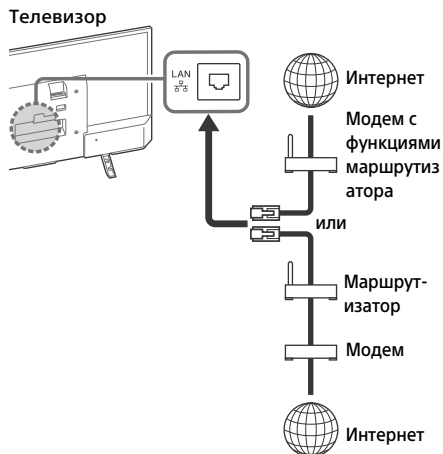 Телевизор
LAN
Интернет
Модем с
функциями
маршрутиз
атора
или
Маршрут-
изатор
Модем
Интернет